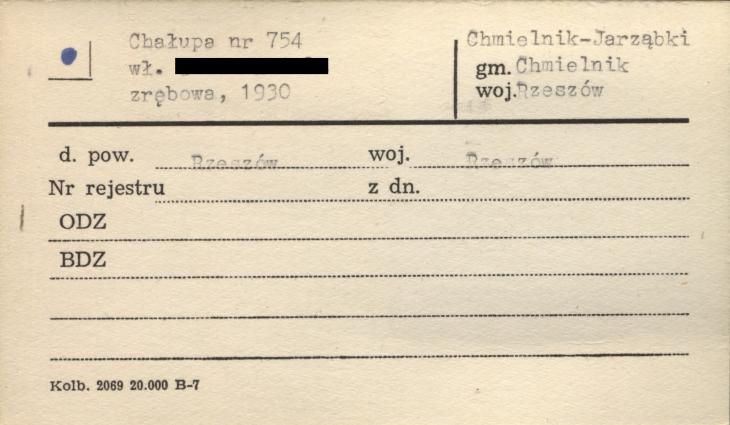 Chałupa nr 754
wł.
zrębowa, 1930
Chmielnik-Jarząbki
gm. Chmielnik
woj. Rzeszów
d. pow. Rzeszów woj. Rzeszów
Nr rejestru z dn.
ODZ
BDZ
Kolb. 2069 20.000 B-7